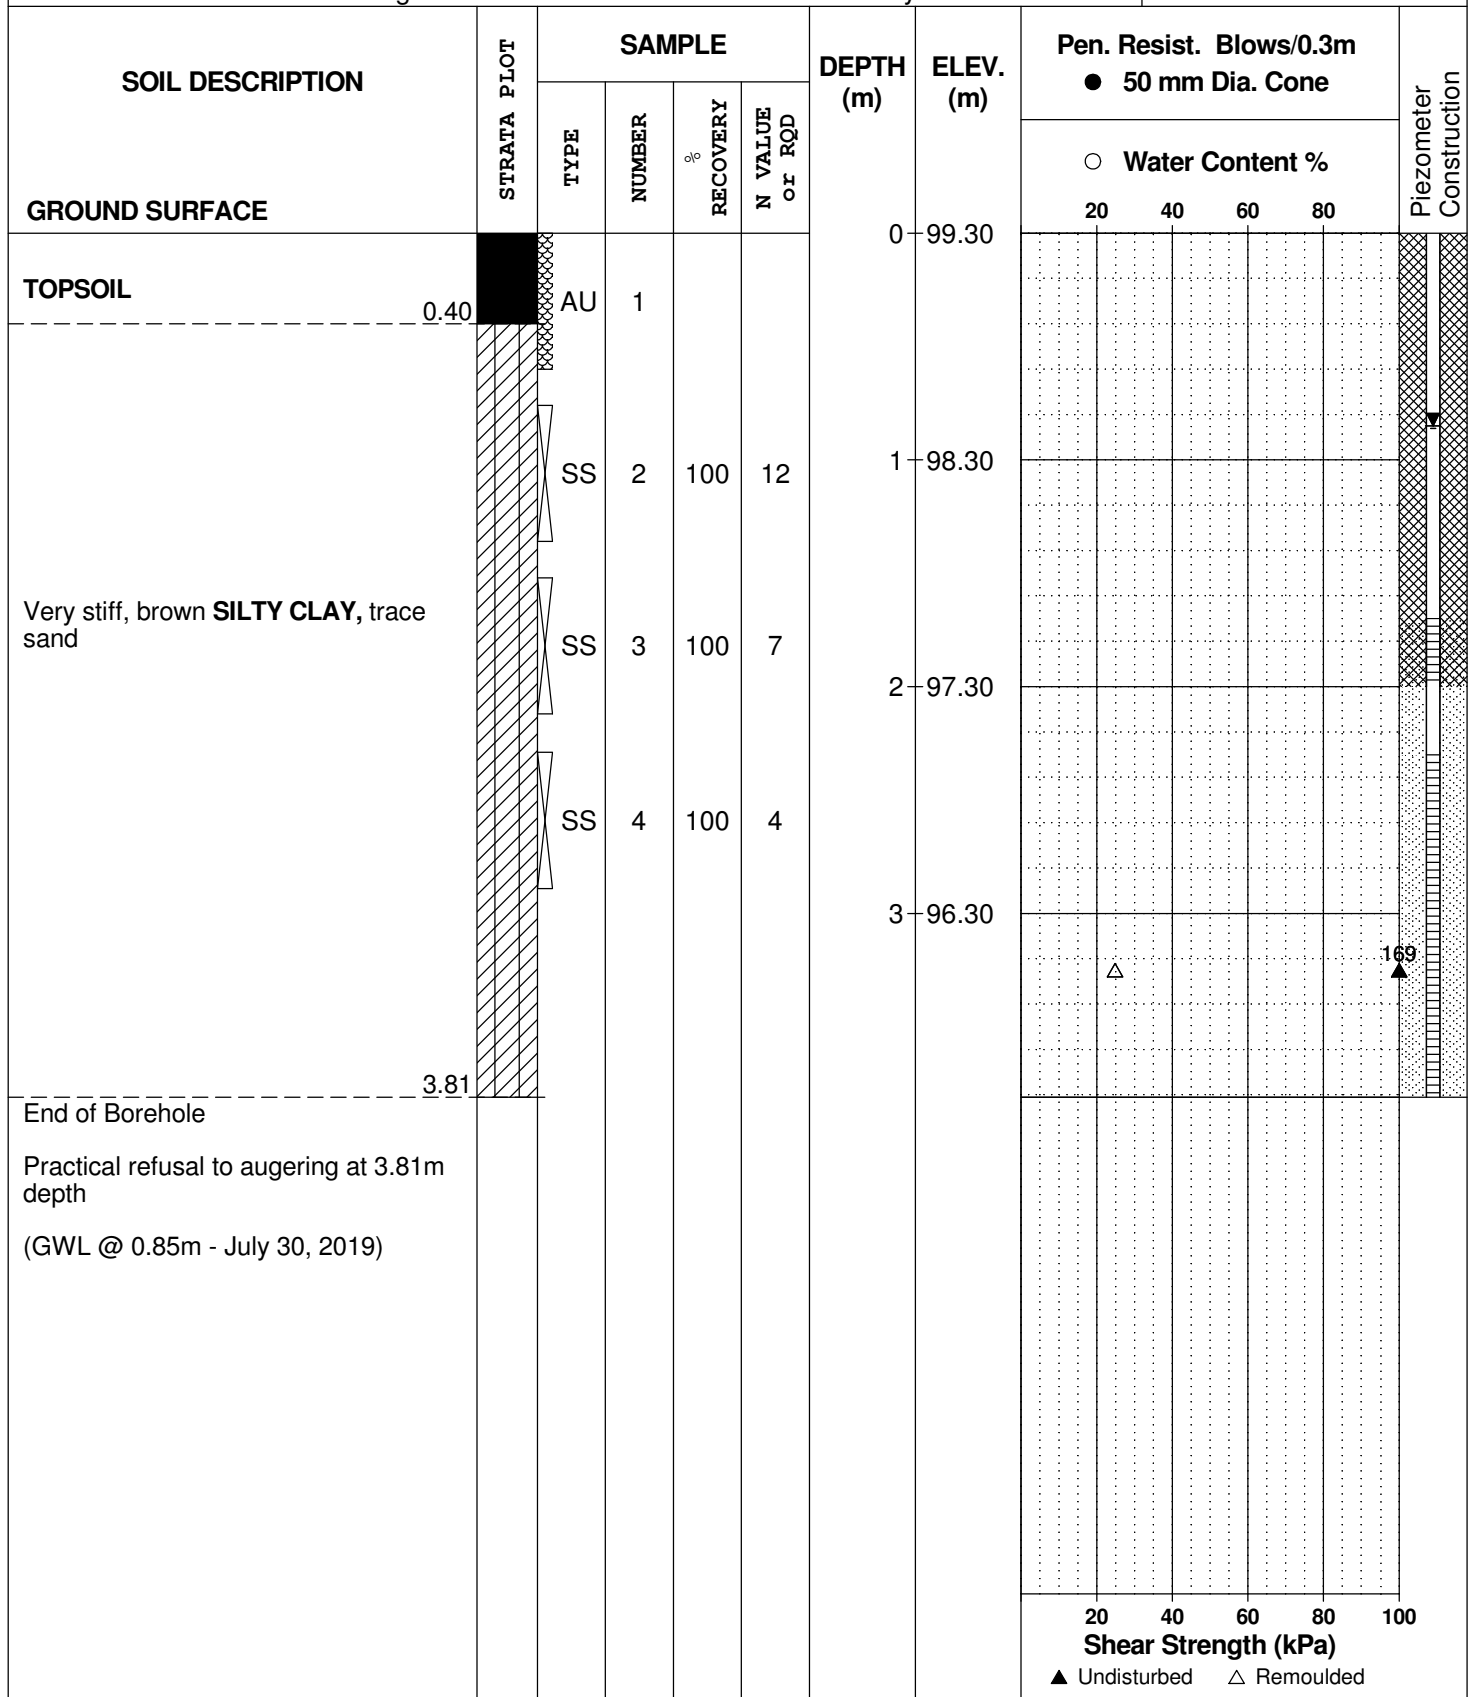 SOIL DESCRIPTION
GROUND SURFACE
STRATA PLOT
SAMPLE
TYPE
NUMBER
% RECOVERY
N VALUE
or RQD
DEPTH
(m)
ELEV.
(m)
Pen. Resist. Blows/0.3m
● 50 mm Dia. Cone
○ Water Content %
20 40 60 80
Piezometer
Construction
0 99.30
TOPSOIL
0.40
AU 1
SS 2 100 12
1 98.30
Very stiff, brown SILTY CLAY, trace
sand
SS 3 100 7
2 97.30
SS 4 100 4
3 96.30
169
3.81
End of Borehole
Practical refusal to augering at 3.81m
depth
(GWL @ 0.85m - July 30, 2019)
20 40 60 80 100
Shear Strength (kPa)
▲ Undisturbed △ Remoulded